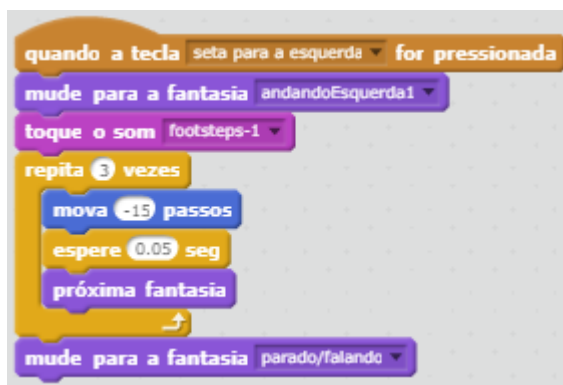 quando a tecla seta para a esquerda for pressionada
mude para a fantasia andandoEsquerda1
toque o som footsteps-1
repita 3 vezes
mova -15 passos
espere 0.05 seg
próxima fantasia
mude para a fantasia parado/falando